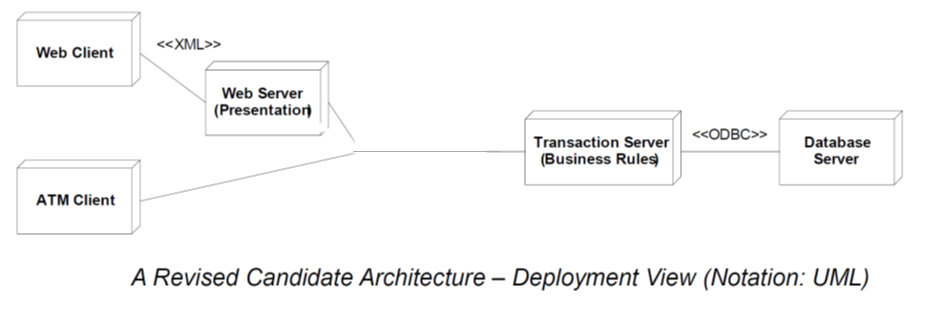 Web Client
<<XML>>
Web Server
(Presentation)
ATM Client
Transaction Server
(Business Rules)
<<ODBC>>
Database
Server
A Revised Candidate Architecture – Deployment View (Notation: UML)